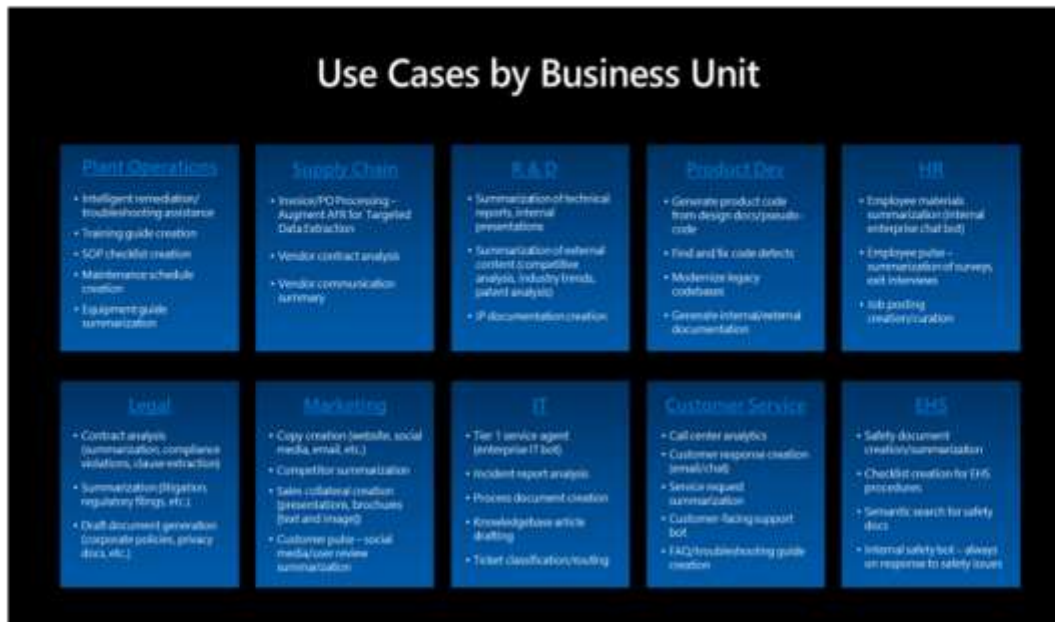 Use Cases by Business Unit
Plant Operations
• Intelligent remediation/
troubleshooting assistance
• Training guide creation
• SOP checklist creation
• Maintenance schedule
creation
• Equipment guide
summarization
Supply Chain
• Invoice/PO Processing –
Augment AFR for Targeted
Data Extraction
• Vendor contract analysis
• Vendor communication
summary
R & D
• Summarization of technical
reports, internal
presentations
• Summarization of external
content (competitive
analysis, industry trends,
patent analysis)
• IP documentation creation
Product Dev
• Generate product code
from design docs/pseudo-
code
• Find and fix code defects
• Modernize legacy
codebases
• Generate internal/external
documentation
HR
• Employee materials
summarization (internal
enterprise chat bot)
• Employee pulse –
summarization of surveys,
exit interviews
• Job posting
creation/curation
Legal
• Contract analysis
(summarization, compliance
violations, clause extraction)
• Summarization (litigation,
regulatory filings, etc.)
• Draft document generation
(corporate policies, privacy
docs, etc.)
Marketing
• Copy creation (website, social
media, email, etc.)
• Competitor summarization
• Sales collateral creation
(presentations, brochures
(text and image))
• Customer pulse – social
media/user review
summarization
IT
• Tier 1 service agent
(enterprise IT bot)
• Incident report analysis
• Process document creation
• Knowledgebase article
drafting
• Ticket classification/routing
Customer Service
• Call center analytics
• Customer response creation
(email/chat)
• Service request
summarization
• Customer-facing support
bot
• FAQ/troubleshooting guide
creation
EHS
• Safety document
creation/summarization
• Checklist creation for EHS
procedures
• Semantic search for safety
docs
• Internal safety bot – always
on response to safety issues